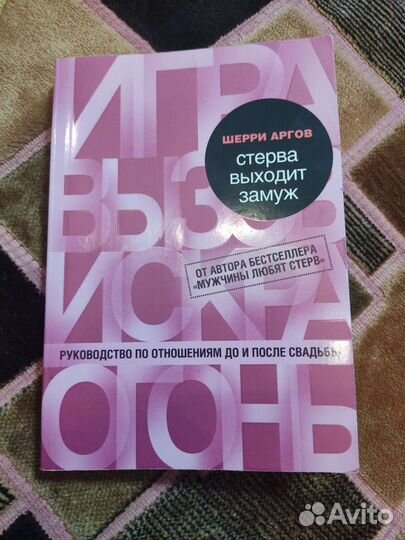 ИГРА
ШЕРРИ АРГОВ
стерва
выходит
замуж
ВЫЗОВ
ОТ АВТОРА БЕСТСЕЛЛЕРА
«МУЖЧИНЫ ЛЮБЯТ СТЕРВ»
ИСКРА
РУКОВОДСТВО ПО ОТНОШЕНИЯМ ДО И ПОСЛЕ СВАДЬБЫ
ОГОНЬ
Avito